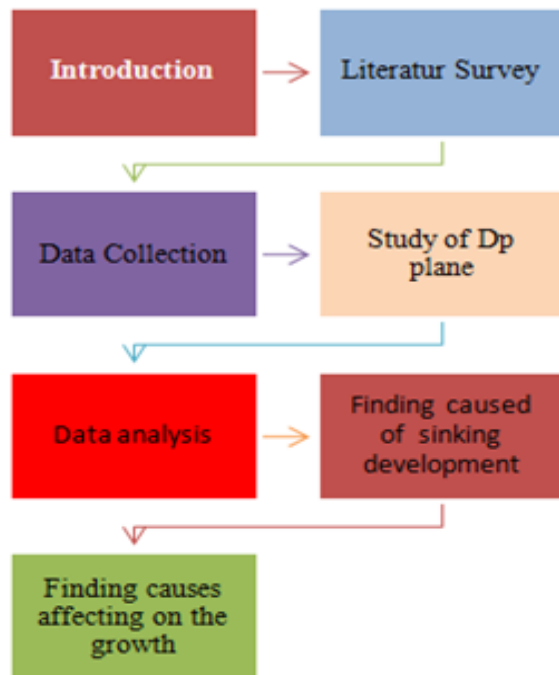 Introduction
Literatur Survey
Data Collection
Study of Dp
plane
Data analysis
Finding caused
of sinking
development
Finding causes
affecting on the
growth